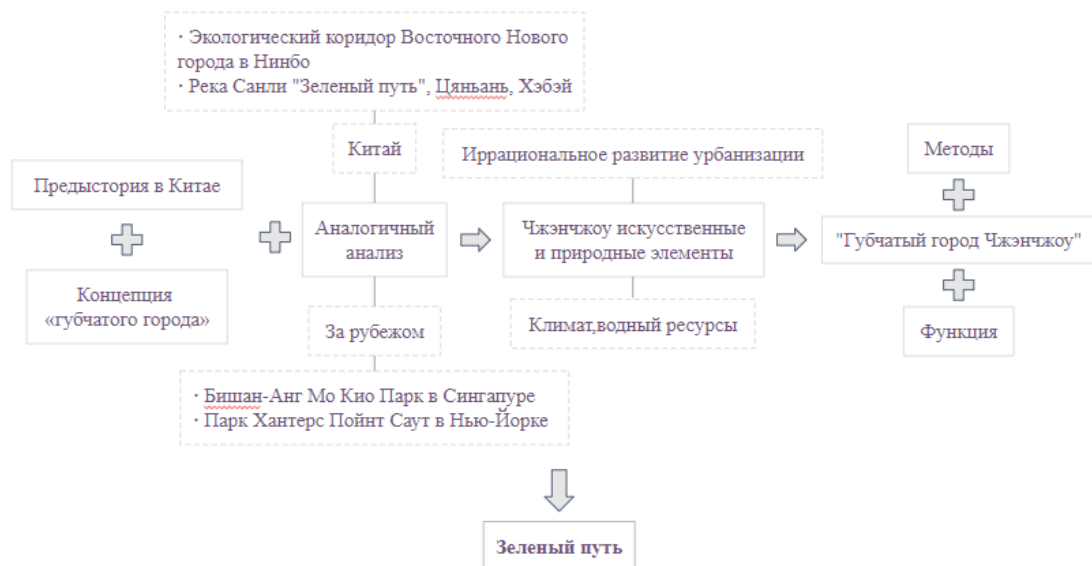 · Экологический коридор Восточного Нового
города в Нинбо
· Река Санли "Зеленый путь", Цяньань, Хэбэй
Китай
Иррациональное развитие урбанизации
Методы
Предыстория в Китае
Аналогичный
анализ
Чжэнчжоу искусственные
и природные элементы
"Губчатый город Чжэнчжоу"
Концепция
«губчатого города»
За рубежом
Климат,водный ресурсы
Функция
· Бишан-Анг Мо Кио Парк в Сингапуре
· Парк Хантерс Пойнт Саут в Нью-Йорке
Зеленый путь